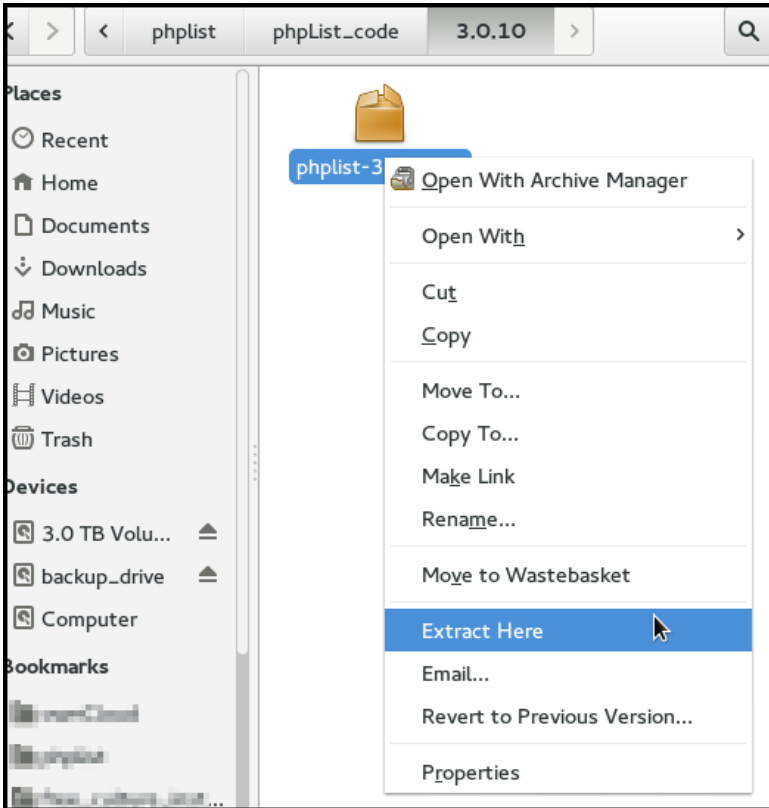 phplist phpList_code 3.0.10
Places
Recent
Home
Documents
Downloads
Music
Pictures
Videos
Trash
Devices
3.0 TB Volu...
backup_drive
Computer
Bookmarks
phplist-3
Open With Archive Manager
Open With
Cut
Copy
Move To...
Copy To...
Make Link
Rename...
Move to Wastebasket
Extract Here
Email...
Revert to Previous Version...
Properties